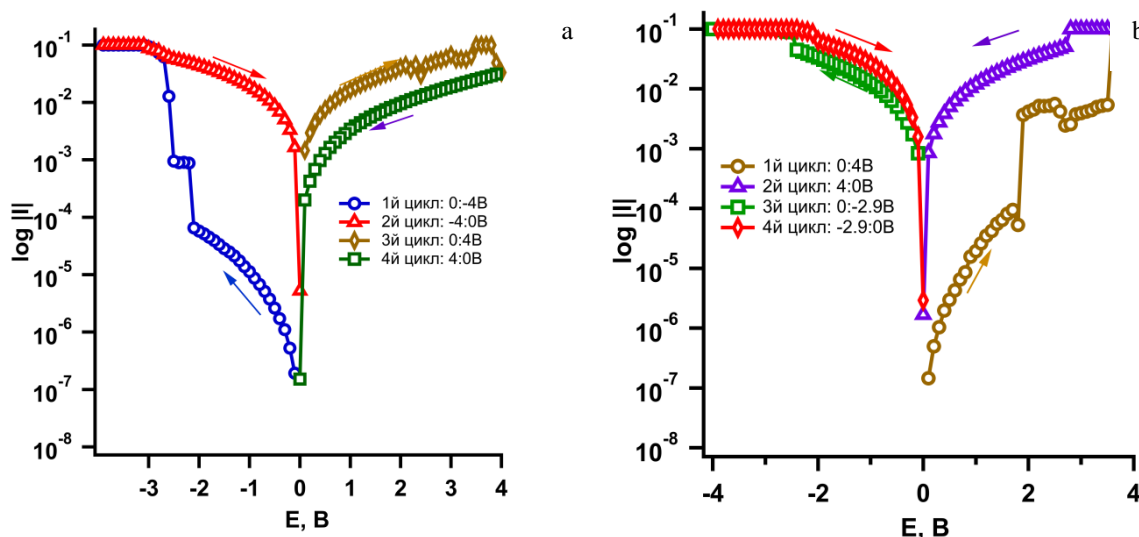 a
10-1
10-2
10-3
10-4
10-5
10-6
10-7
10-8
log |I|
-3 -2 -1 0 1 2 3 4
E, В
1й цикл: 0:-4В
2й цикл: -4:0В
3й цикл: 0:4В
4й цикл: 4:0В
b
10-1
10-2
10-3
10-4
10-5
10-6
10-7
10-8
log |I|
-4 -2 0 2 4
E, В
1й цикл: 0:4В
2й цикл: 4:0В
3й цикл: 0:-2.9В
4й цикл: -2.9:0В